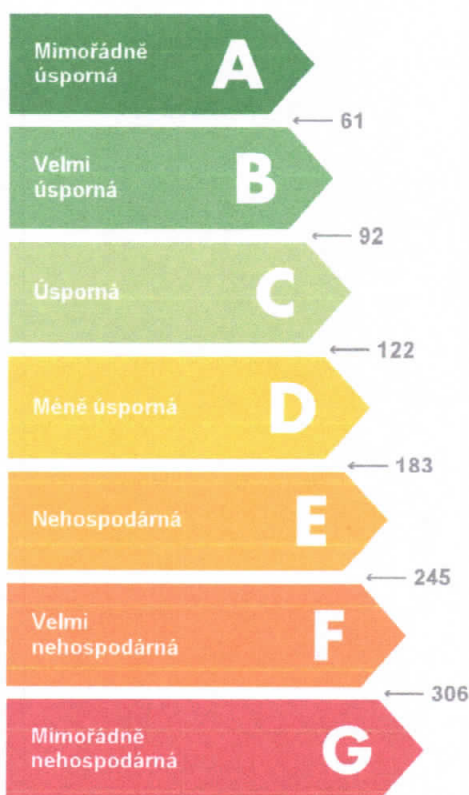 Mimořádně
úsporná
A
← 61
Velmi
úsporná
B
← 92
Úsporná
C
← 122
Méně úsporná
D
← 183
Nehospodárná
E
← 245
Velmi
nehospodárná
F
← 306
Mimořádně
nehospodárná
G